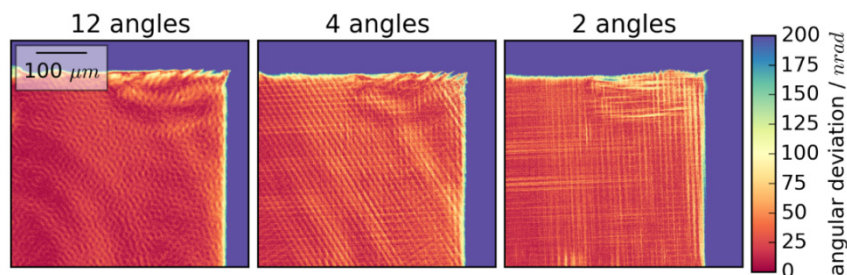 12 angles
4 angles
2 angles
100 μm
200
175
150
125
100
75
50
25
0
angular deviation / nrad